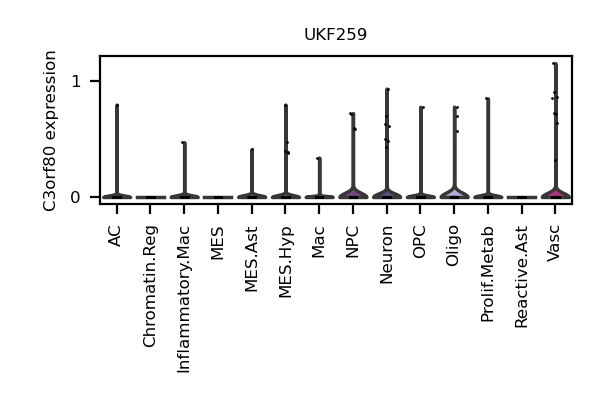 UKF259
C3orf80 expression
1
0
AC
Chromatin.Reg
Inflammatory.Mac
MES
MES.Ast
MES.Hyp
Mac
NPC
Neuron
OPC
Oligo
Prolif.Metab
Reactive.Ast
Vasc